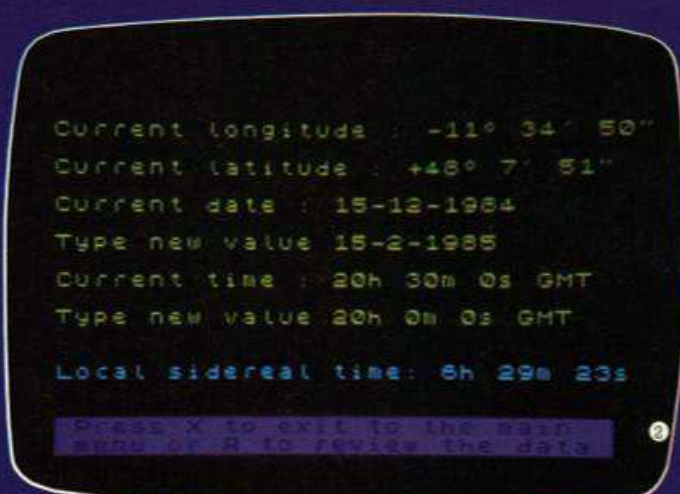 Current longitude : -11° 34' 50"
Current latitude : +48° 7' 51"
Current date : 15-12-1984
Type new value 15-2-1985
Current time : 20h 30m 0s GMT
Type new value 20h 0m 0s GMT
Local sidereal time: 6h 29m 23s
Press X to exit to the main
menu or R to review the data
2